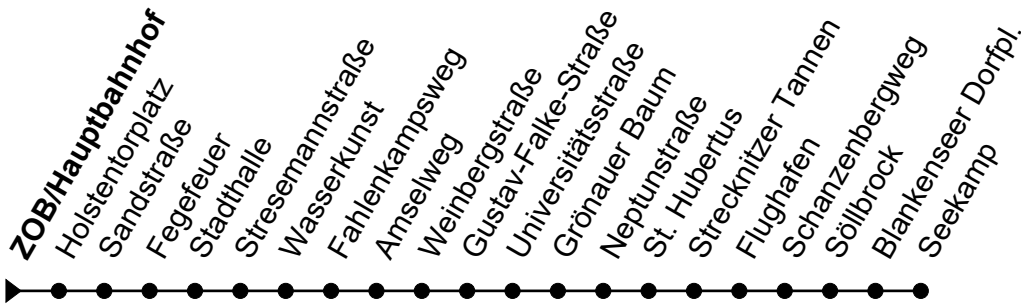 ZOB/Hauptbahnhof
Holstentorplatz
Sandstraße
Fegefeuer
Stadthalle
Stresemannstraße
Wasserkunst
Fahlenkampsweg
Amselweg
Weinbergstraße
Gustav-Falke-Straße
Universitätsstraße
Grönauer Baum
Neptunstraße
St. Hubertus
Strecknitzer Tannen
Flughafen
Schanzenbergweg
Söllbrock
Blankenseer Dorfpl.
Seekamp